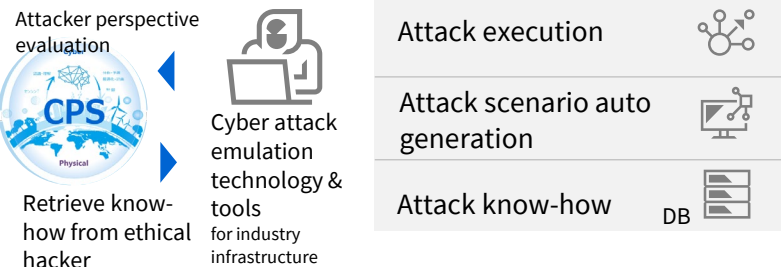 Attacker perspective
evaluation
Cyber
CPS
Physical
Retrieve know-
how from ethical
hacker
Cyber attack
emulation
technology &
tools
for industry
infrastructure
Attack execution
Attack scenario auto
generation
Attack know-how
DB